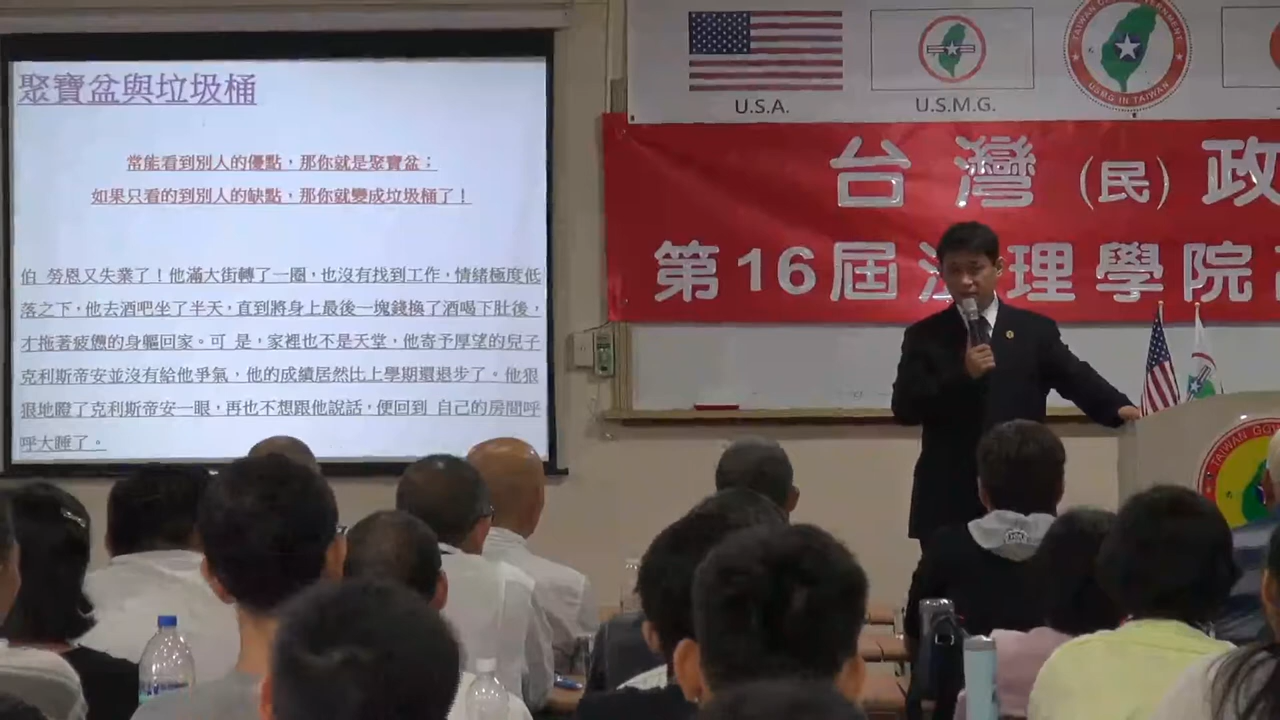 聚寶盆與垃圾桶
常能看到別人的優點，那你就是聚寶盆；
如果只看的到別人的缺點，那你就變成垃圾桶了！
伯 勞恩又失業了！他滿大街轉了一圈，也沒有找到工作，情緒極度低
落之下，他去酒吧坐了半天，直到將身上最後一塊錢換了酒喝下肚後，
才拖著疲憊的身軀回家。可 是，家裡也不是天堂，他寄予厚望的兒子
克利斯帝安並沒有給他爭氣，他的成績居然比上學期還退步了。他狠
狠地瞪了克利斯帝安一眼，再也不想跟他說話，便回到 自己的房間呼
呼大睡了。
U.S.A.
U.S.M.G.
USMG IN TAIWAN
台灣(民)政
第16屆法理學院
TAIWAN GO